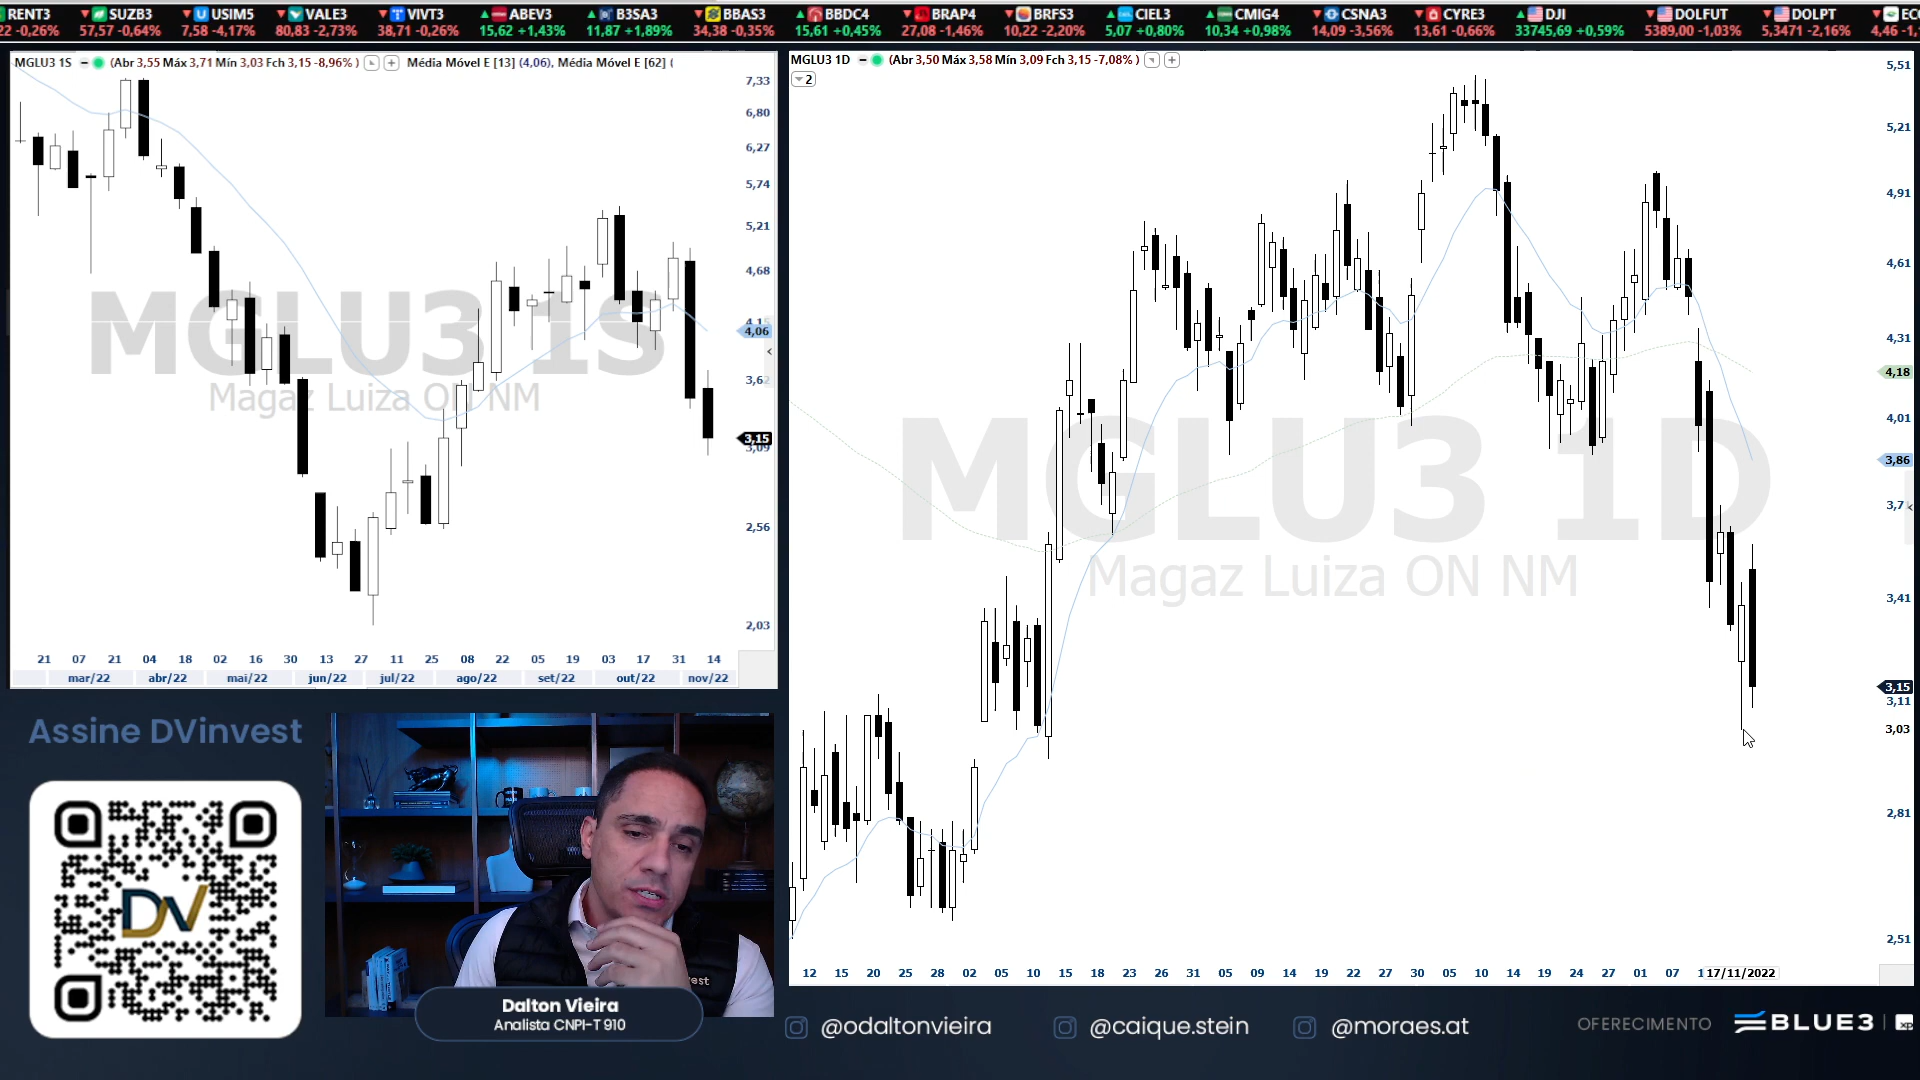 RENT3 SUZB3 USIM5 VALE3 VIVT3 ABEV3 B3SA3 BBAS3 BBDC4 BRAP4 BRFS3 CIEL3 CMIG4 CSNA3 CYRE3 DJI DOLFUT DOLPT
22 -0,26% 57,57 -0,64% 7,58 -4,17% 80,83 -2,73% 38,71 -0,26% 15,62 +1,43% 11,87 +1,89% 34,38 -0,35% 15,61 +0,45% 27,08 -1,46% 10,22 -2,20% 5,07 +0,80% 10,34 +0,98% 14,09 -3,56% 13,61 -0,66% 33745,69 +0,59% 5389,00 -1,03% 5,3471 -2,16% 4,46
MGLU3 1S (Abr 3,55 Máx 3,71 Mín 3,03 Fch 3,15 -8,96% ) Média Móvel E [13] (4,06), Média Móvel E [62] (
7,33
6,80
6,27
5,74
5,21
4,68
4,06
3,15
3,09
2,56
2,03
MGLU3 1S
Magaz Luiza ON NM
21 07 21 04 18 02 16 30 13 27 11 25 08 22 05 19 03 17 31 14
mar/22 abr/22 mai/22 jun/22 jul/22 ago/22 set/22 out/22 nov/22
MGLU3 1D (Abr 3,50 Máx 3,58 Mín 3,09 Fch 3,15 -7,08% )
2
5,51
5,21
4,91
4,61
4,31
4,18
4,01
3,86
3,7
3,41
3,15
3,11
3,03
2,81
2,51
MGLU3 1D
Magaz Luiza ON NM
12 15 20 25 28 02 05 10 15 18 23 26 31 05 09 14 19 22 27 30 05 10 14 19 24 27 01 07 1 17/11/2022
Assine DVinvest
DV
Dalton Vieira
Analista CNPI-T 910
@odaltonvieira @caique.stein @moraes.at
OFERECIMENTO BLUE3 xp